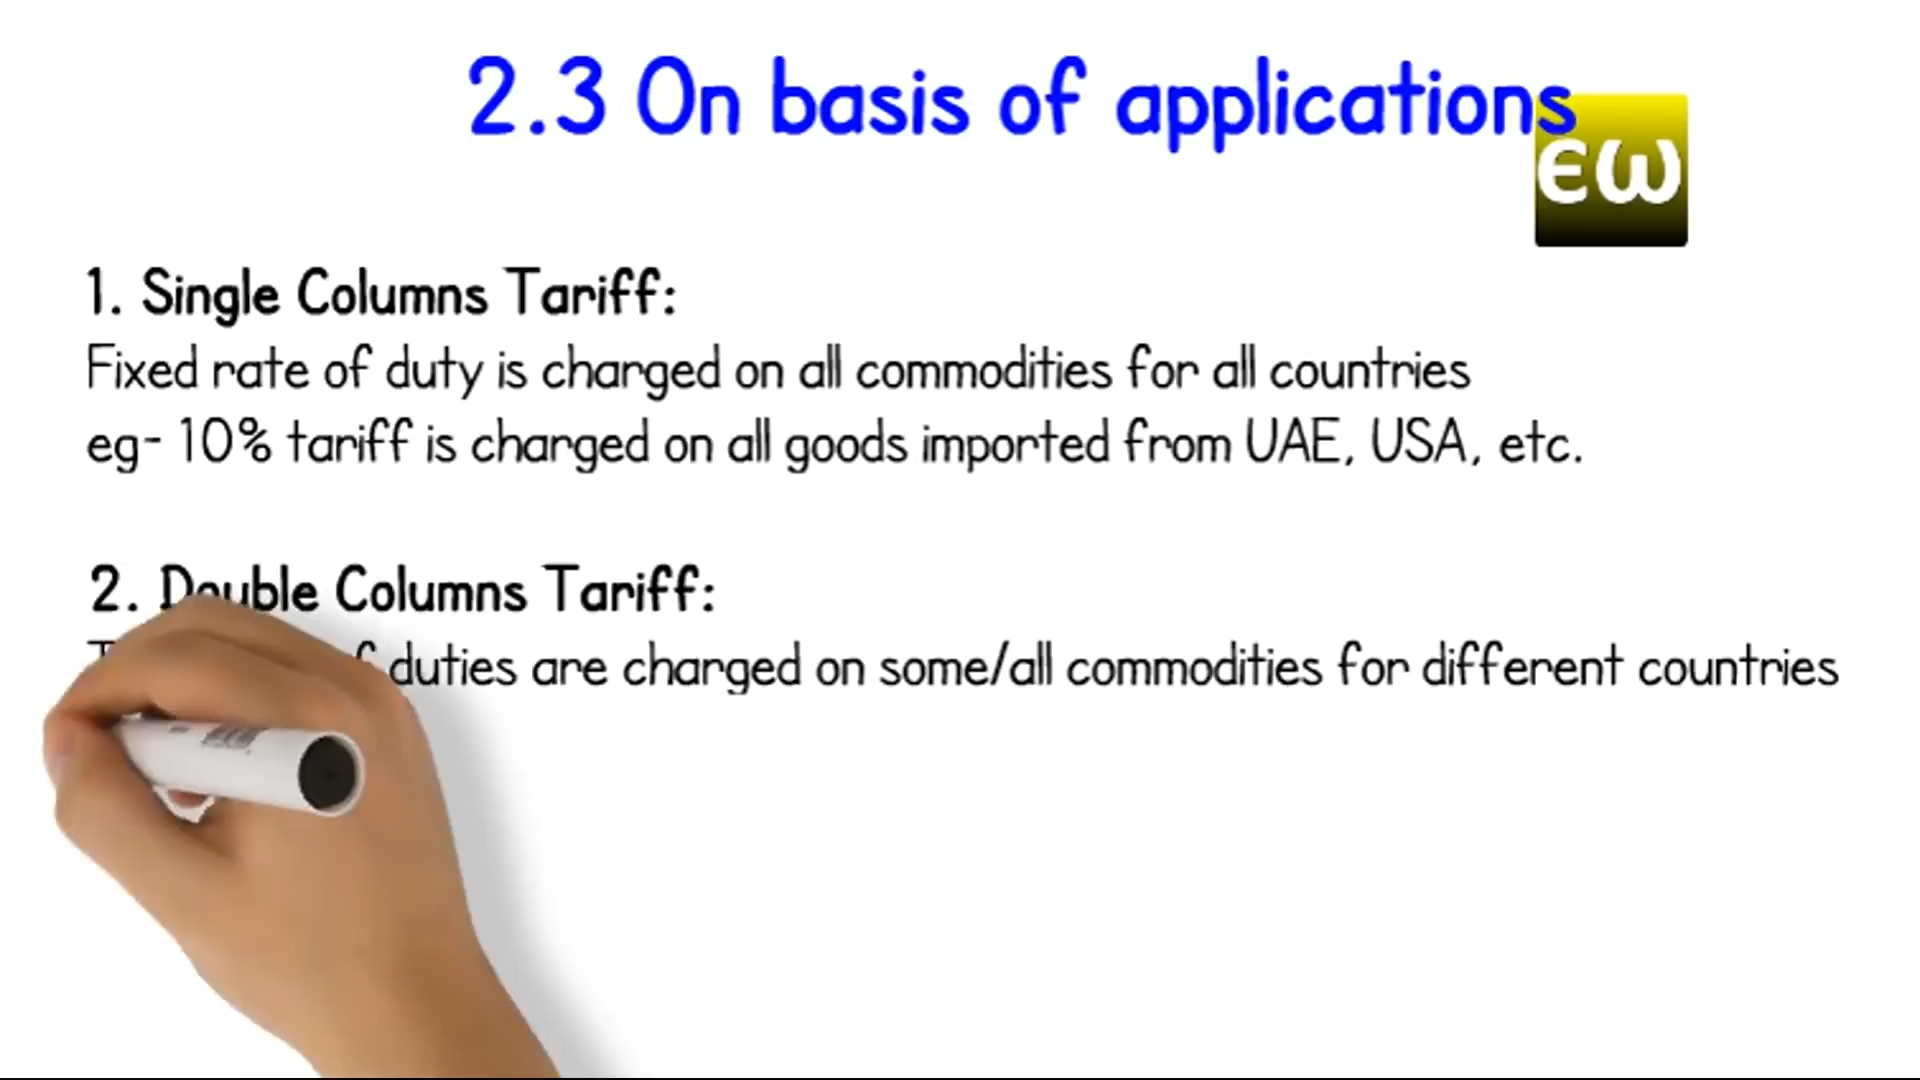 2.3 On basis of applications
εω
1. Single Columns Tariff:
Fixed rate of duty is charged on all commodities for all countries
eg- 10% tariff is charged on all goods imported from UAE, USA, etc.
2. Double Columns Tariff:
duties are charged on some/all commodities for different countries